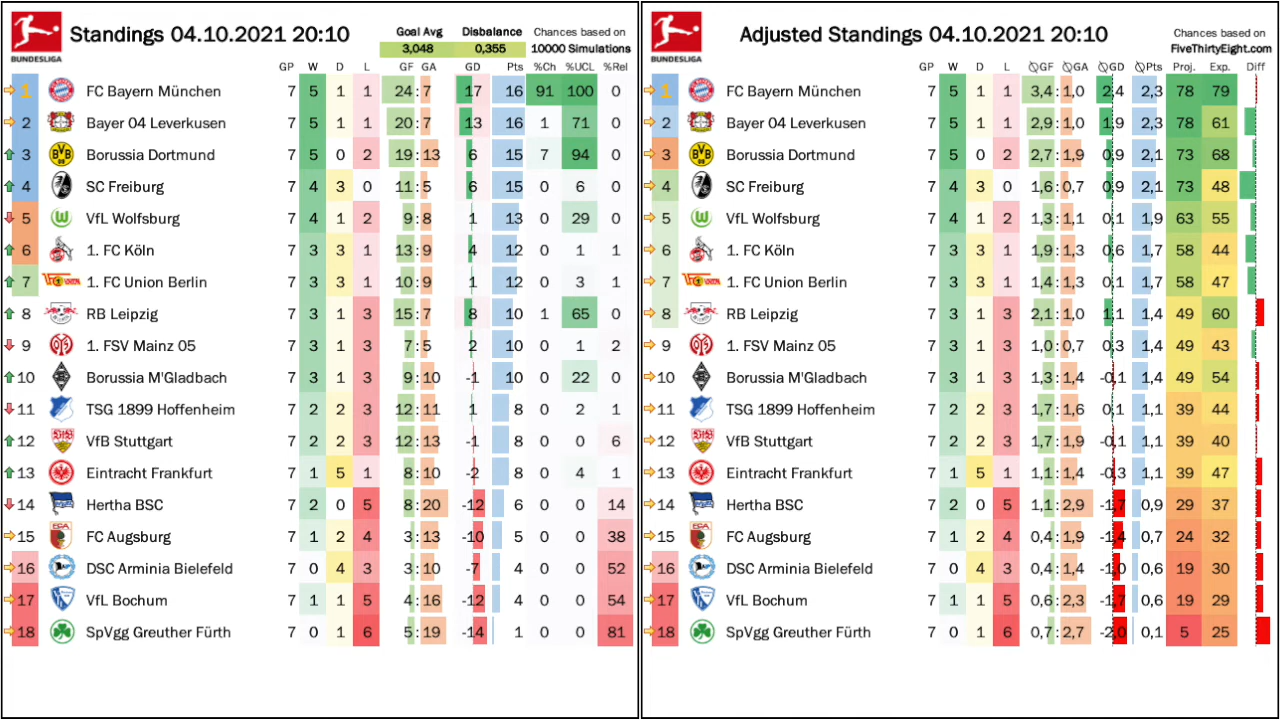 Standings 04.10.2021 20:10
Goal Avg Disbalance Chances based on
3,048 0,355 10000 Simulations
BUNDESLIGA
GP W D L GF GA GD Pts %Ch %UCL %Rel
1 FC Bayern München 7 5 1 1 24 : 7 17 16 91 100 0
2 Bayer 04 Leverkusen 7 5 1 1 20 : 7 13 16 1 71 0
3 Borussia Dortmund 7 5 0 2 19 : 13 6 15 7 94 0
4 SC Freiburg 7 4 3 0 11 : 5 6 15 0 6 0
5 VfL Wolfsburg 7 4 1 2 9 : 8 1 13 0 29 0
6 1. FC Köln 7 3 3 1 13 : 9 4 12 0 1 1
7 1. FC Union Berlin 7 3 3 1 10 : 9 1 12 0 3 1
8 RB Leipzig 7 3 1 3 15 : 7 8 10 1 65 0
9 1. FSV Mainz 05 7 3 1 3 7 : 5 2 10 0 1 2
10 Borussia M'Gladbach 7 3 1 3 9 : 10 -1 10 0 22 0
11 TSG 1899 Hoffenheim 7 2 2 3 12 : 11 1 8 0 2 1
12 VfB Stuttgart 7 2 2 3 12 : 13 -1 8 0 0 6
13 Eintracht Frankfurt 7 1 5 1 8 : 10 -2 8 0 4 1
14 Hertha BSC 7 2 0 5 8 : 20 -12 6 0 0 14
15 FC Augsburg 7 1 2 4 3 : 13 -10 5 0 0 38
16 DSC Arminia Bielefeld 7 0 4 3 3 : 10 -7 4 0 0 52
17 VfL Bochum 7 1 1 5 4 : 16 -12 4 0 0 54
18 SpVgg Greuther Fürth 7 0 1 6 5 : 19 -14 1 0 0 81
Adjusted Standings 04.10.2021 20:10
Chances based on
FiveThirtyEight.com
BUNDESLIGA
GP W D L ∅GF ∅GA ∅GD ∅Pts Proj. Exp. Diff
1 FC Bayern München 7 5 1 1 3,4 : 1,0 2,4 2,3 78 79
2 Bayer 04 Leverkusen 7 5 1 1 2,9 : 1,0 1,9 2,3 78 61
3 Borussia Dortmund 7 5 0 2 2,7 : 1,9 0,9 2,1 73 68
4 SC Freiburg 7 4 3 0 1,6 : 0,7 0,9 2,1 73 48
5 VfL Wolfsburg 7 4 1 2 1,3 : 1,1 0,1 1,9 63 55
6 1. FC Köln 7 3 3 1 1,9 : 1,3 0,6 1,7 58 44
7 1. FC Union Berlin 7 3 3 1 1,4 : 1,3 0,1 1,7 58 47
8 RB Leipzig 7 3 1 3 2,1 : 1,0 1,1 1,4 49 60
9 1. FSV Mainz 05 7 3 1 3 1,0 : 0,7 0,3 1,4 49 43
10 Borussia M'Gladbach 7 3 1 3 1,3 : 1,4 -0,1 1,4 49 54
11 TSG 1899 Hoffenheim 7 2 2 3 1,7 : 1,6 0,1 1,1 39 44
12 VfB Stuttgart 7 2 2 3 1,7 : 1,9 -0,1 1,1 39 40
13 Eintracht Frankfurt 7 1 5 1 1,1 : 1,4 -0,3 1,1 39 47
14 Hertha BSC 7 2 0 5 1,1 : 2,9 -1,7 0,9 29 37
15 FC Augsburg 7 1 2 4 0,4 : 1,9 -1,4 0,7 24 32
16 DSC Arminia Bielefeld 7 0 4 3 0,4 : 1,4 -1,0 0,6 19 30
17 VfL Bochum 7 1 1 5 0,6 : 2,3 -1,7 0,6 19 29
18 SpVgg Greuther Fürth 7 0 1 6 0,7 : 2,7 -2,0 0,1 5 25